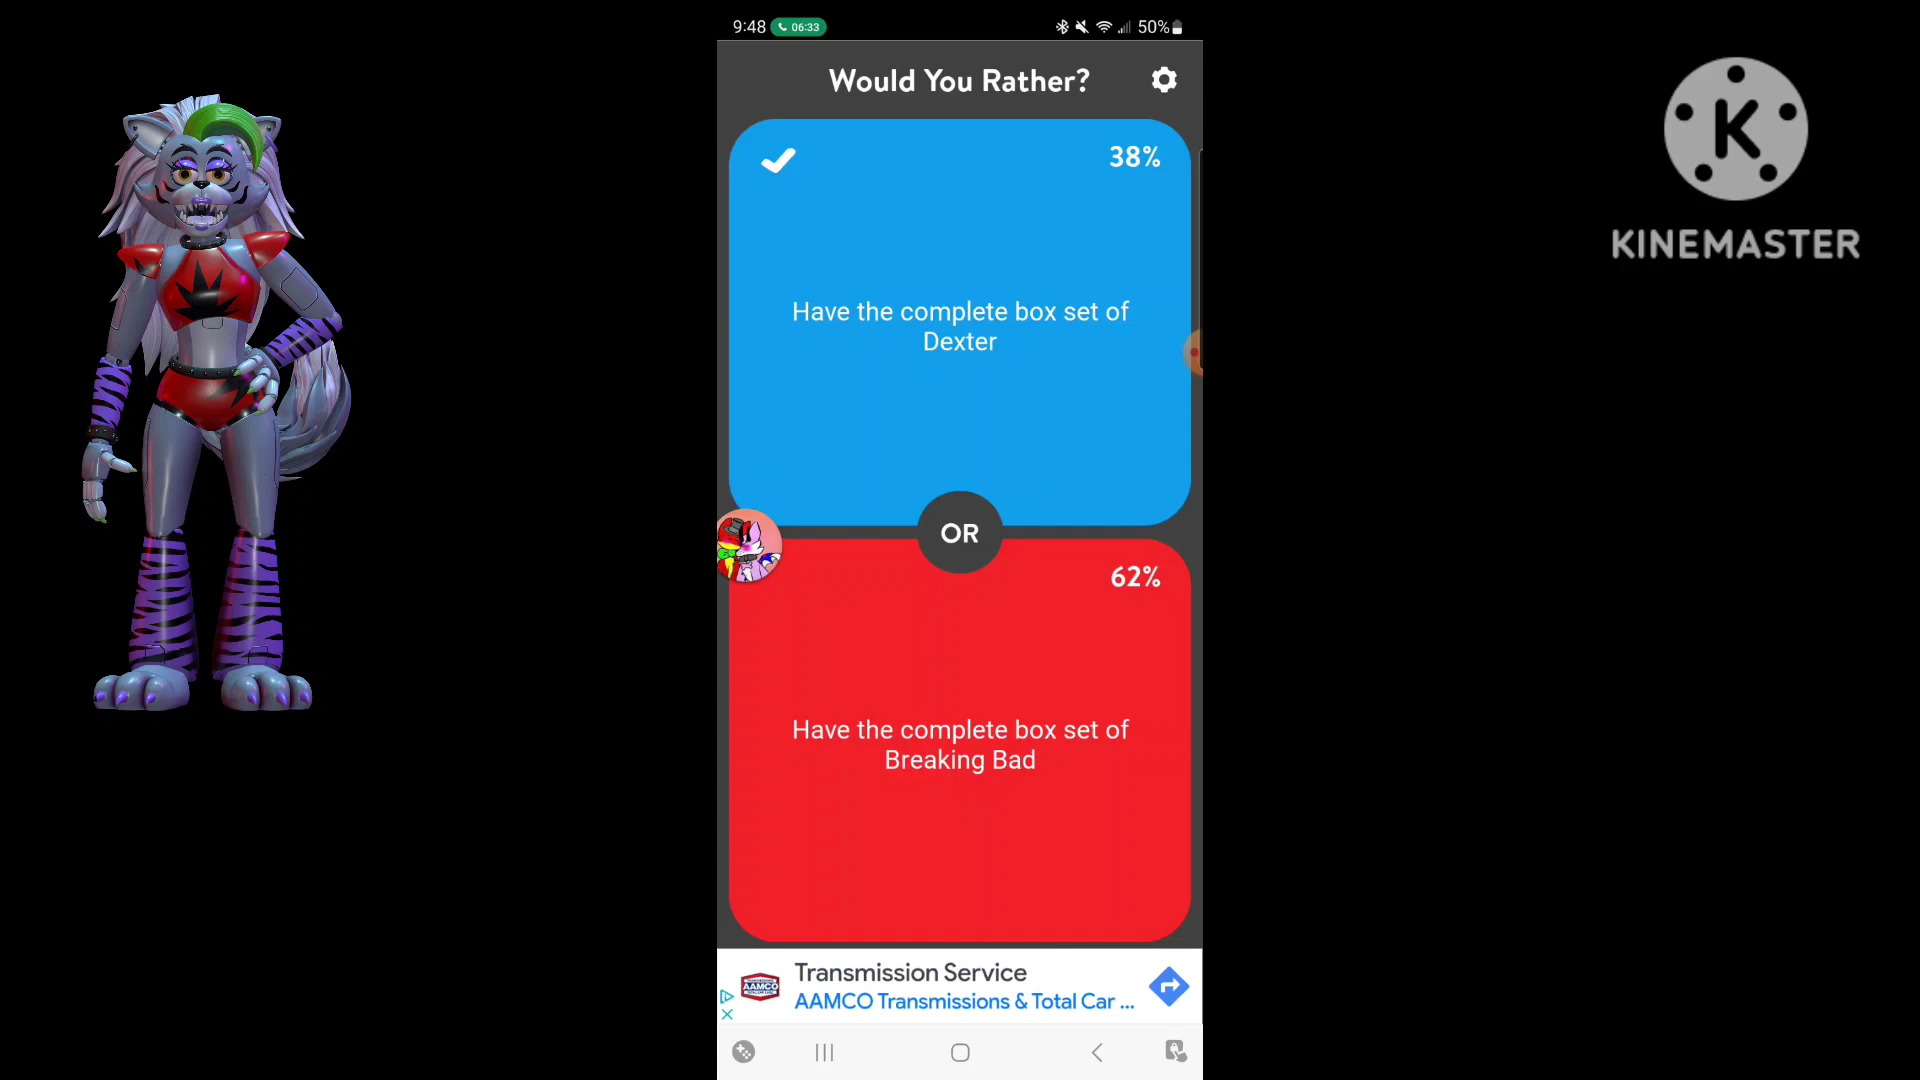 9:48 06:33 50%
Would You Rather?
38%
Have the complete box set of
Dexter
OR
62%
Have the complete box set of
Breaking Bad
Transmission Service
AAMCO
AAMCO Transmissions & Total Car ...
K
KINEMASTER